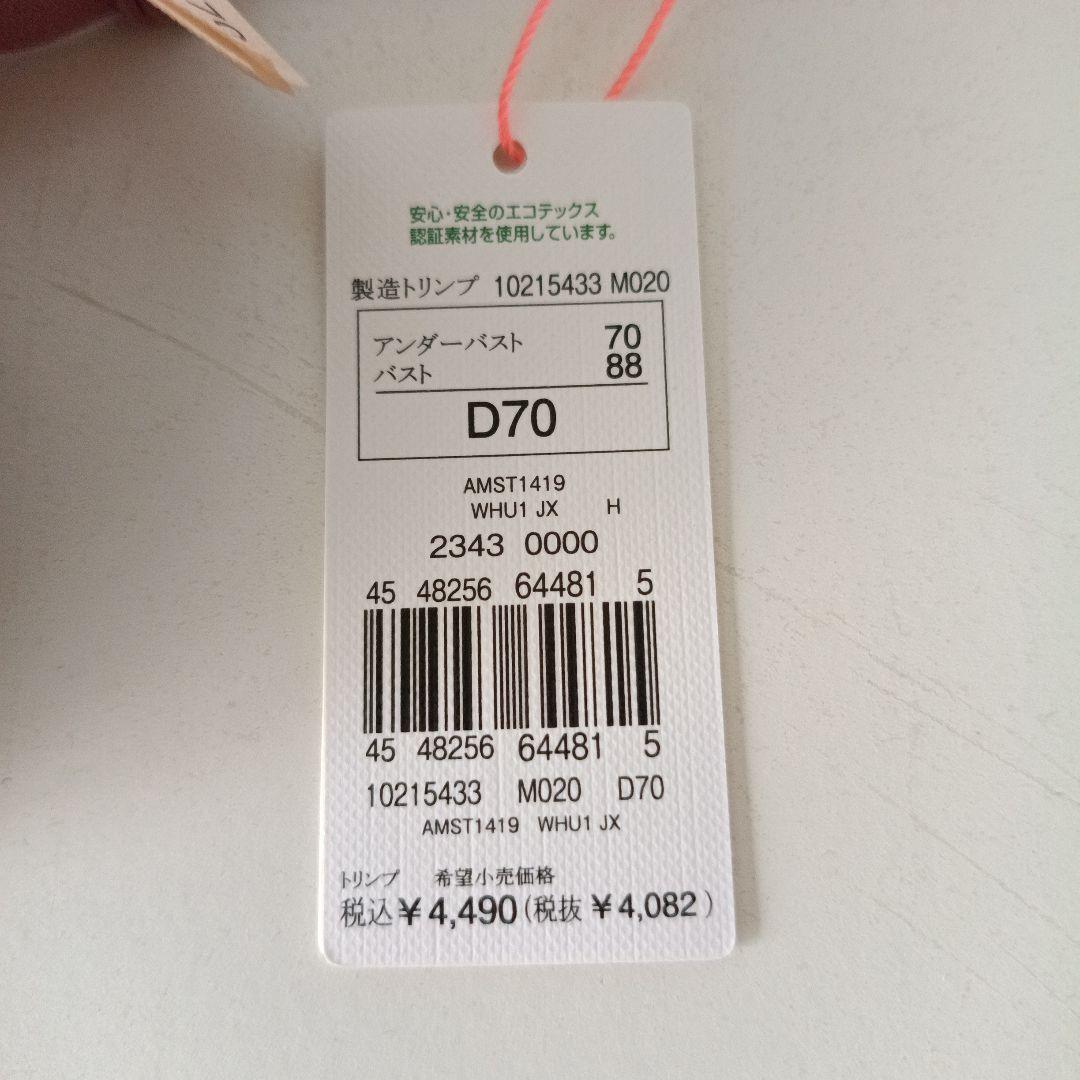 安心・安全のエコテックス
認証素材を使用しています。
製造トリンプ 10215433 M020
アンダーバスト 70
バスト 88
D70
AMST1419
WHU1 JX H
2343 0000
45 48256 64481 5
45 48256 64481 5
10215433 M020 D70
AMST1419 WHU1 JX
トリンプ 希望小売価格
税込¥4,490(税抜¥4,082)